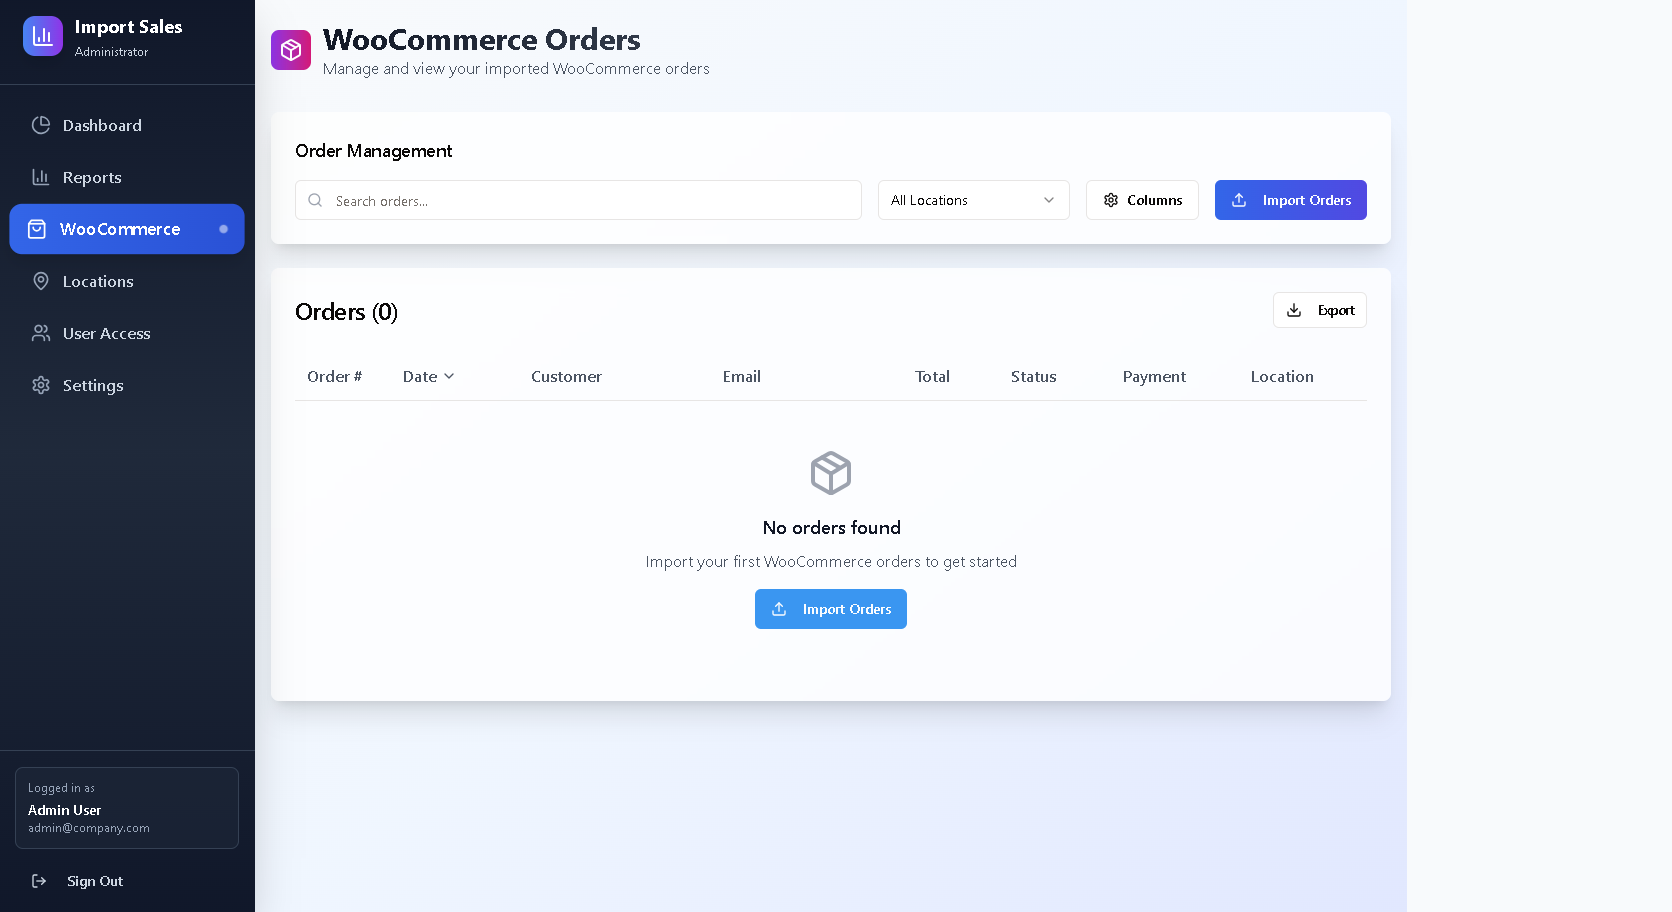 Import Sales
Administrator
Dashboard
Reports
WooCommerce
Locations
User Access
Settings
Logged in as
Admin User
admin@company.com
Sign Out
WooCommerce Orders
Manage and view your imported WooCommerce orders
Order Management
Search orders...
All Locations
Columns
Import Orders
Orders (0)
Export
Order # Date Customer Email Total Status Payment Location
No orders found
Import your first WooCommerce orders to get started
Import Orders